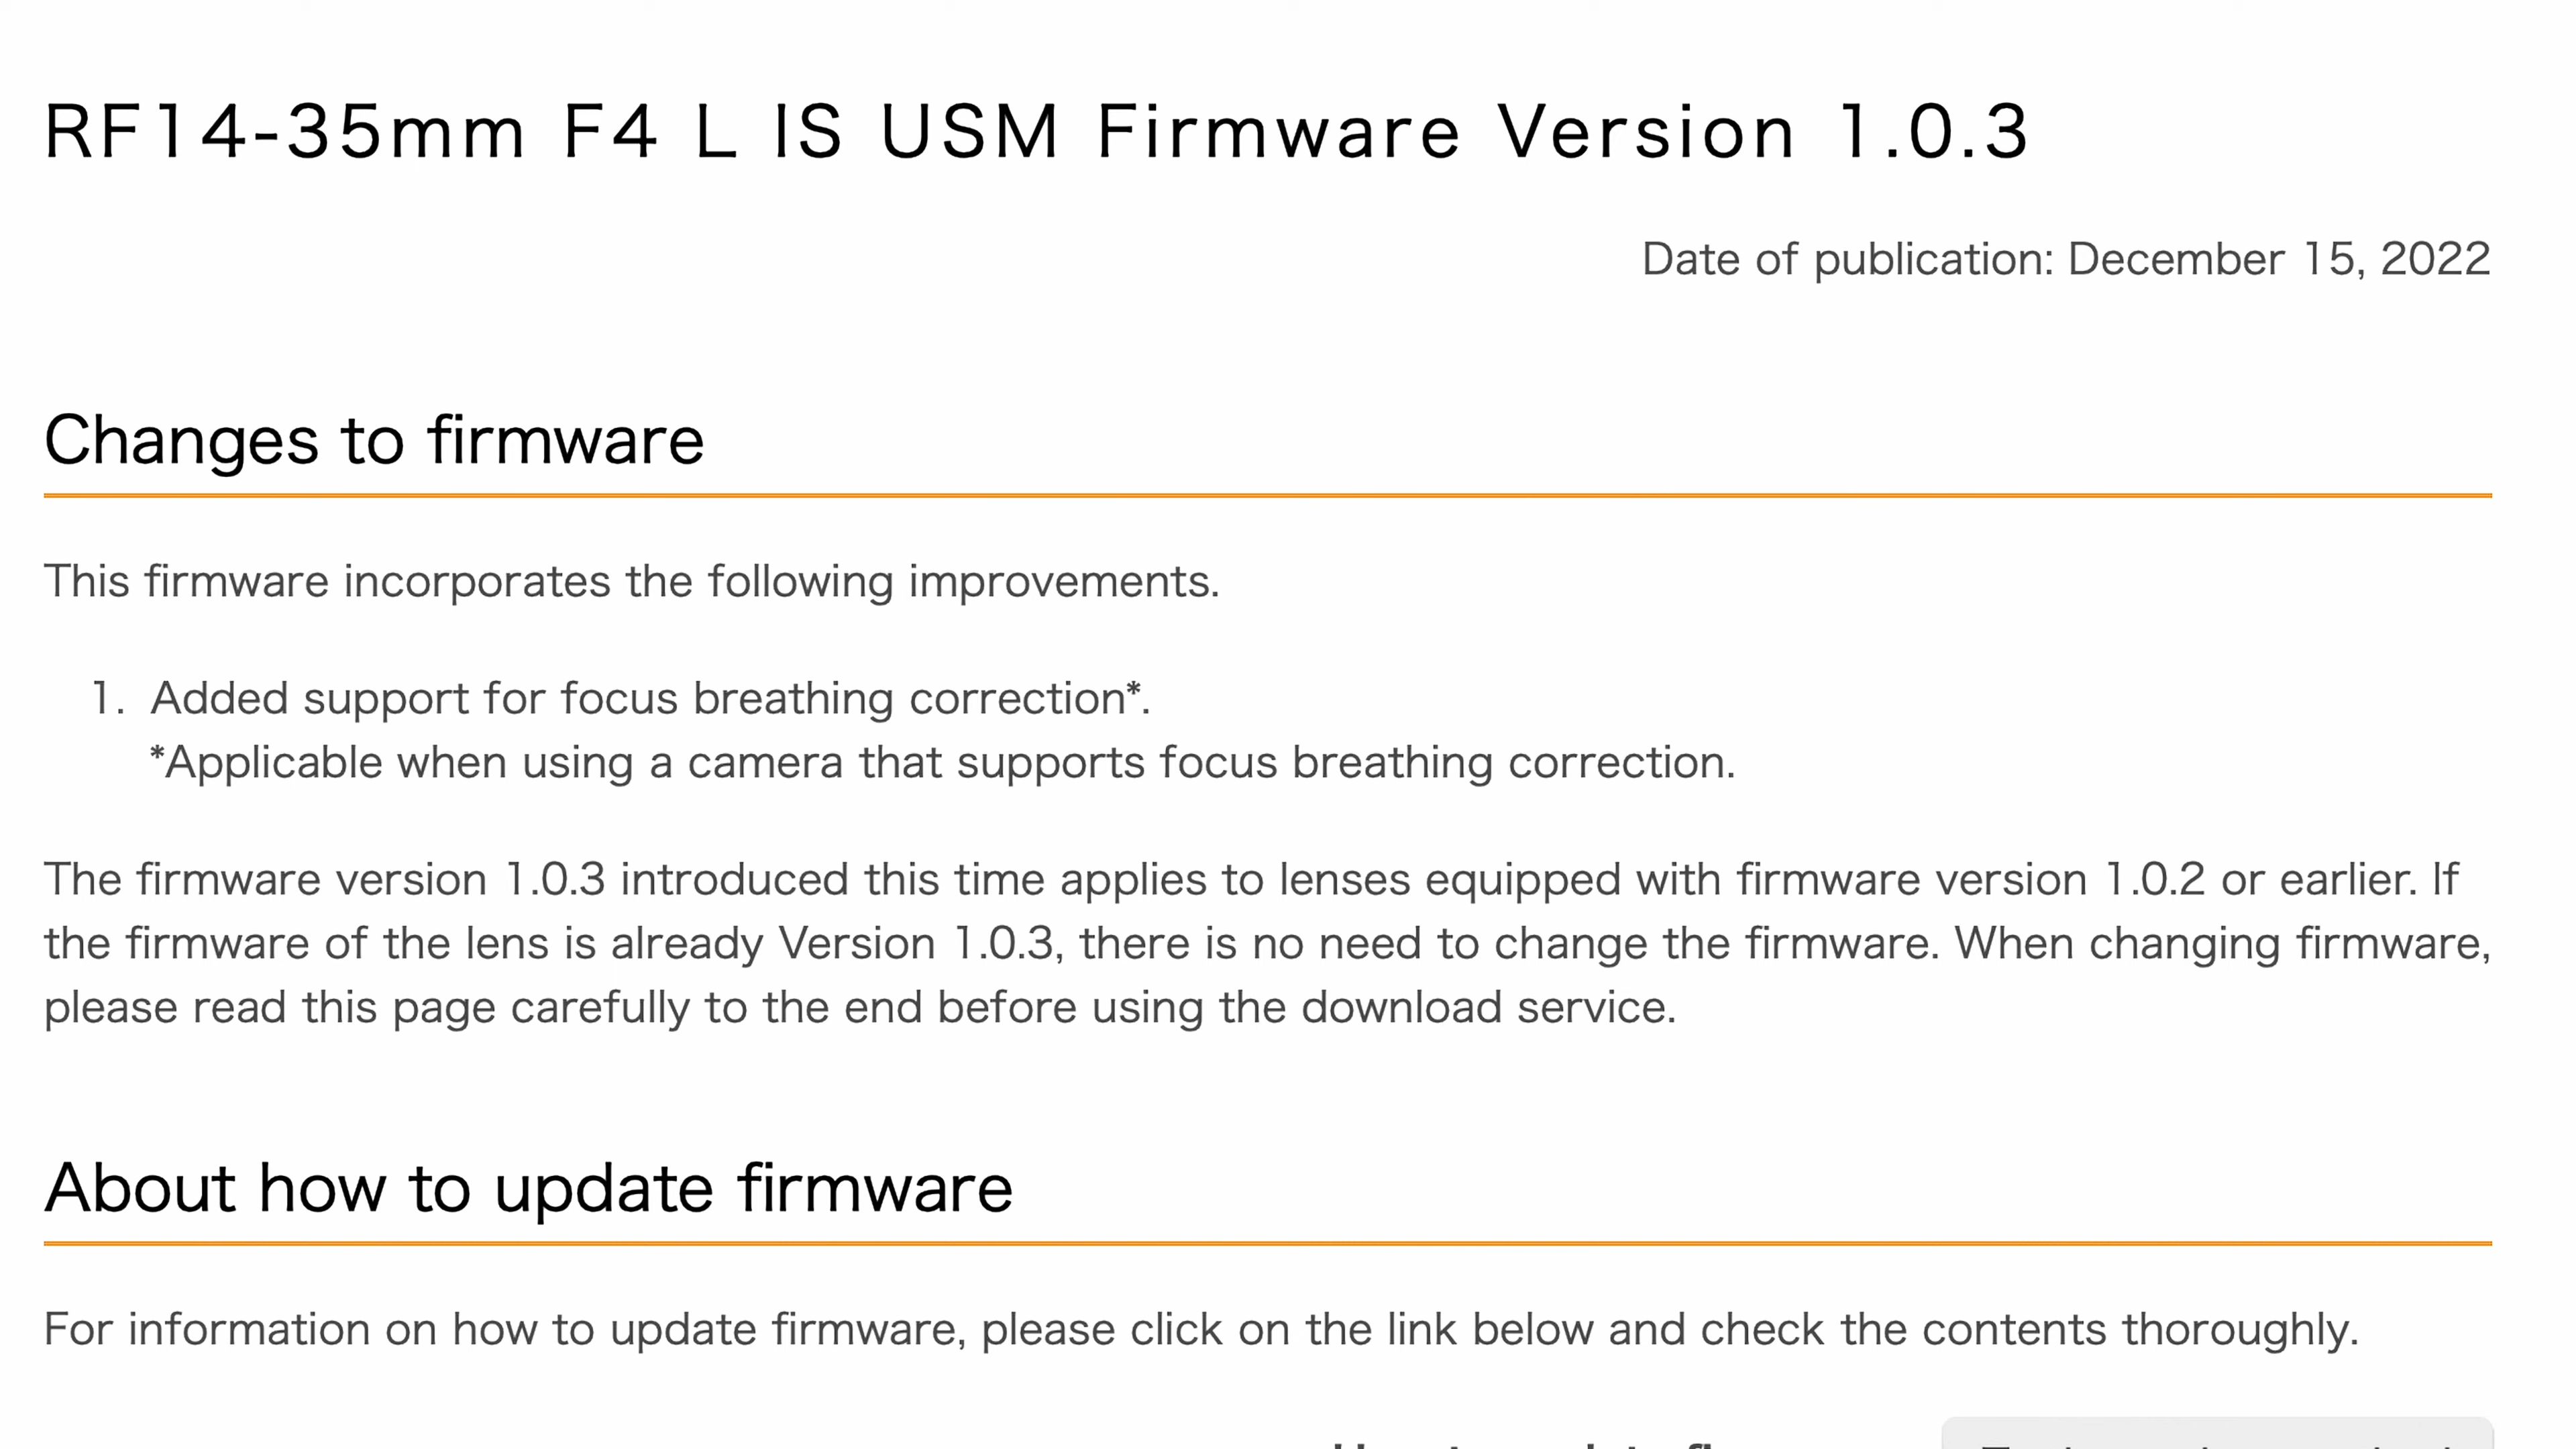 RF14-35mm F4 L IS USM Firmware Version 1.0.3
Date of publication: December 15, 2022
Changes to firmware
This firmware incorporates the following improvements.
1. Added support for focus breathing correction*.
*Applicable when using a camera that supports focus breathing correction.
The firmware version 1.0.3 introduced this time applies to lenses equipped with firmware version 1.0.2 or earlier. If
the firmware of the lens is already Version 1.0.3, there is no need to change the firmware. When changing firmware,
please read this page carefully to the end before using the download service.
About how to update firmware
For information on how to update firmware, please click on the link below and check the contents thoroughly.